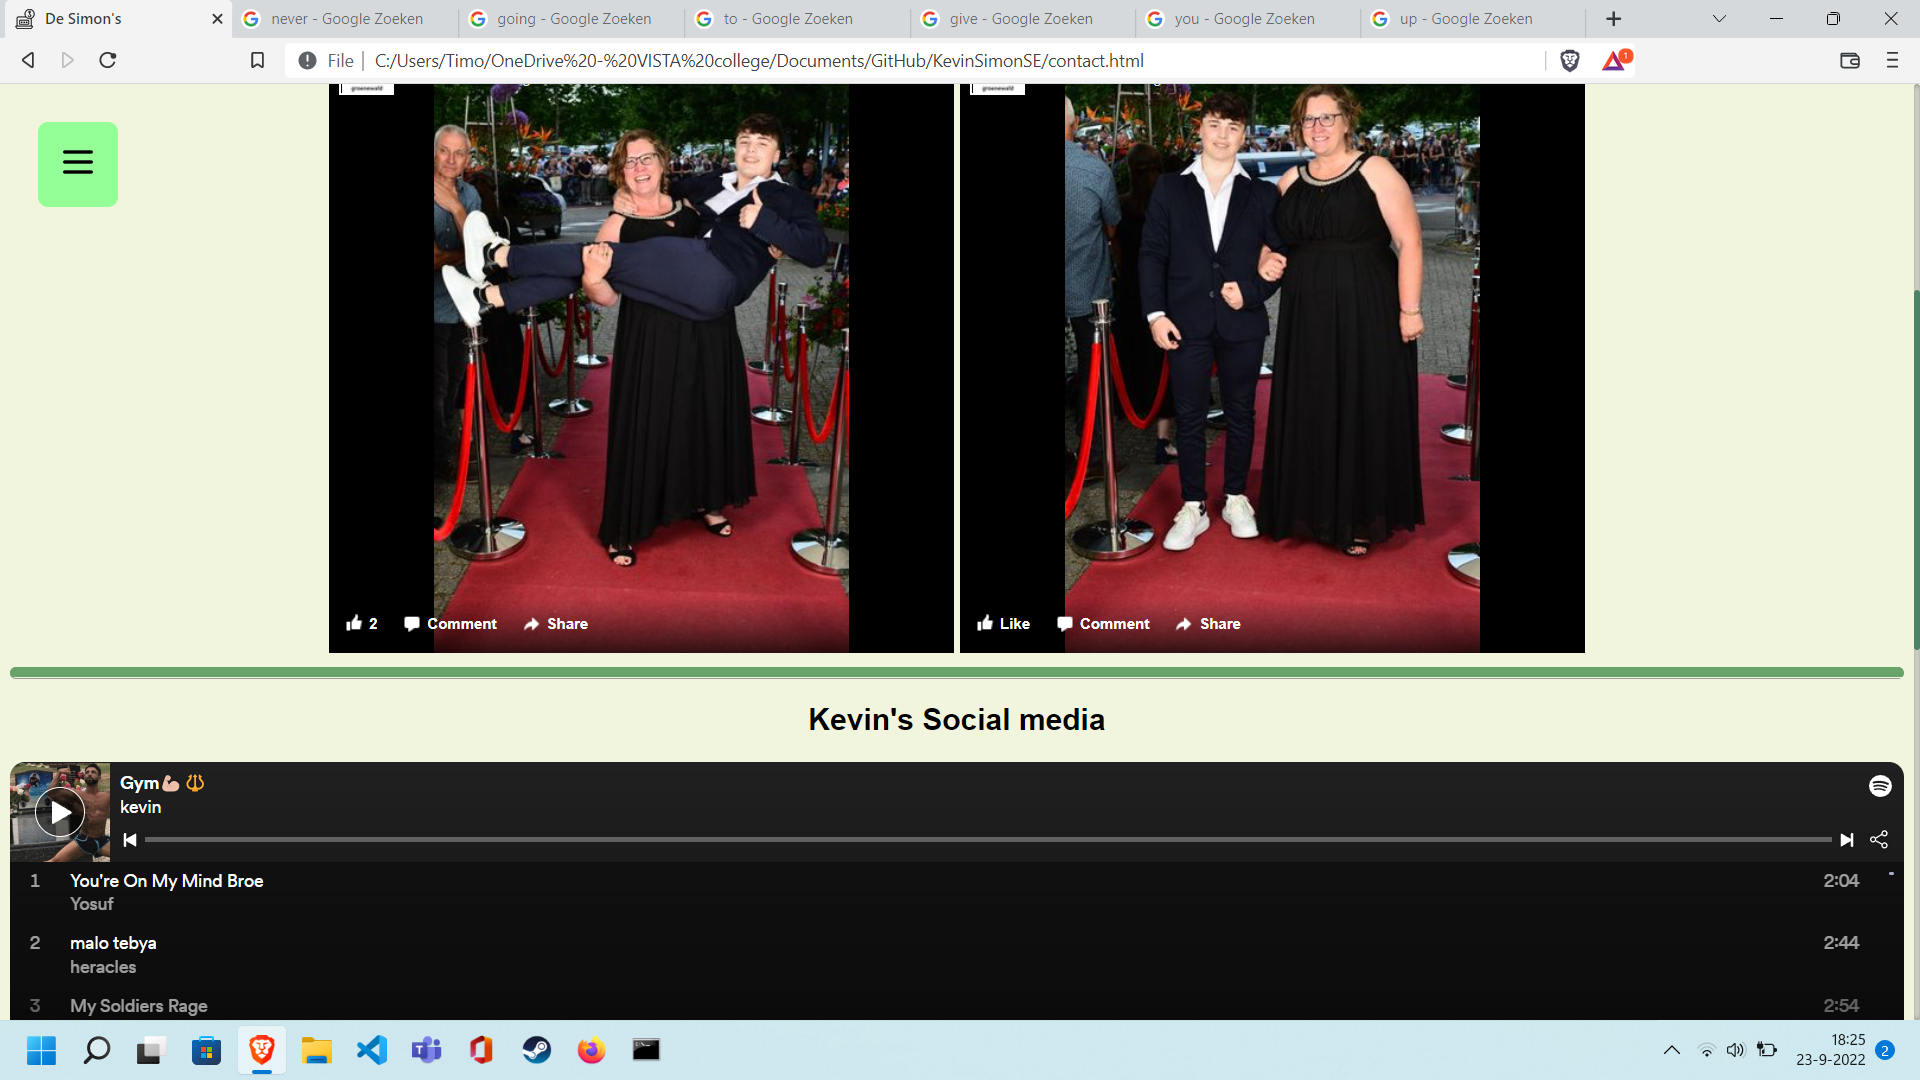 De Simon's
never - Google Zoeken
going - Google Zoeken
to - Google Zoeken
give - Google Zoeken
you - Google Zoeken
up - Google Zoeken
File
C:/Users/Timo/OneDrive%20-%20VISTA%20college/Documents/GitHub/KevinSimonSE/contact.html
1
groenewald
groenewald
2 Comment Share
Like Comment Share
Kevin's Social media
Gym
kevin
1 You're On My Mind Broe 2:04
Yosuf
2 malo tebya 2:44
heracles
3 My Soldiers Rage 2:54
18:25
23-9-2022
2